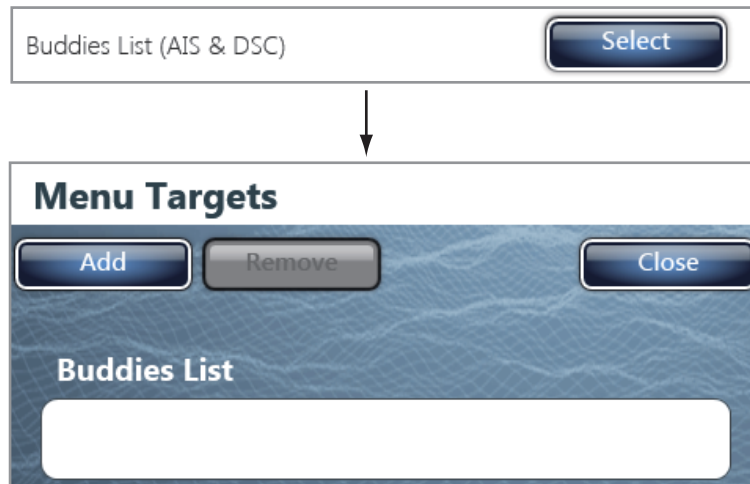 Buddies List (AIS & DSC)
Select
Menu Targets
Add
Remove
Close
Buddies List